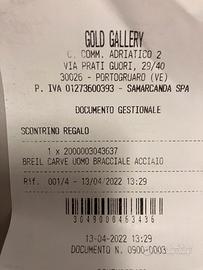 GOLD GALLERY
C. COMM. ADRIATICO 2
VIA PRATI GUORI, 29/40
30026 - PORTOGRUARO (VE)
P. IVA 01273600393 - SAMARCANDA SPA
DOCUMENTO GESTIONALE
SCONTRINO REGALO
1 x 2000003043637
BREIL CARVE UOMO BRACCIALE ACCIAIO
Rif. 001/4 - 13/04/2022 13:29
3049000463436
13-04-2022 13:29
DOCUMENTO N. 0900-0003